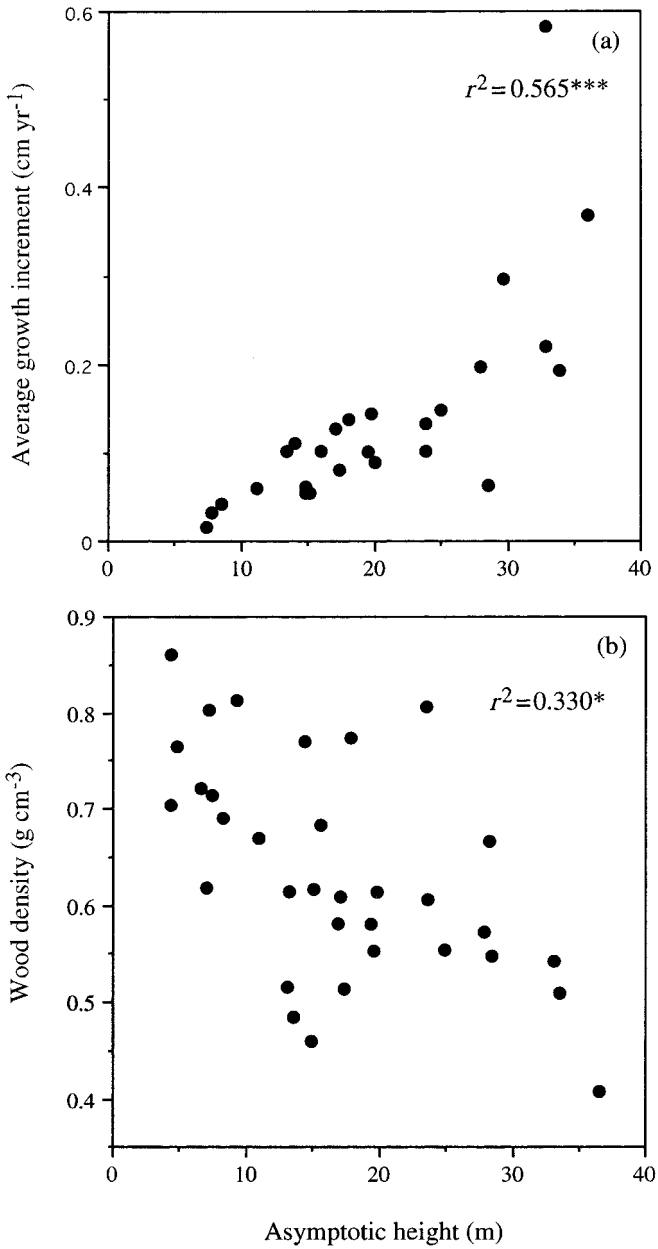 (a)
r²=0.565***
Average growth increment (cm yr⁻¹)
0.6
0.4
0.2
0
0 10 20 30 40
(b)
r²=0.330*
Wood density (g cm⁻³)
0.9
0.8
0.7
0.6
0.5
0.4
0 10 20 30 40
Asymptotic height (m)